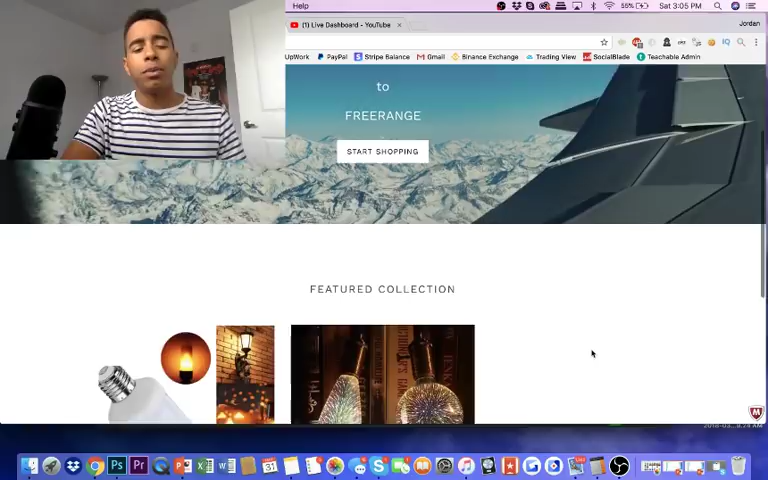 Help
55%
Sat 3:05 PM
(1) Live Dashboard - YouTube
Jordan
UpWork
PayPal
Stripe Balance
Gmail
Binance Exchange
Trading View
SocialBlade
Teachable Admin
to
FREERANGE
START SHOPPING
FEATURED COLLECTION